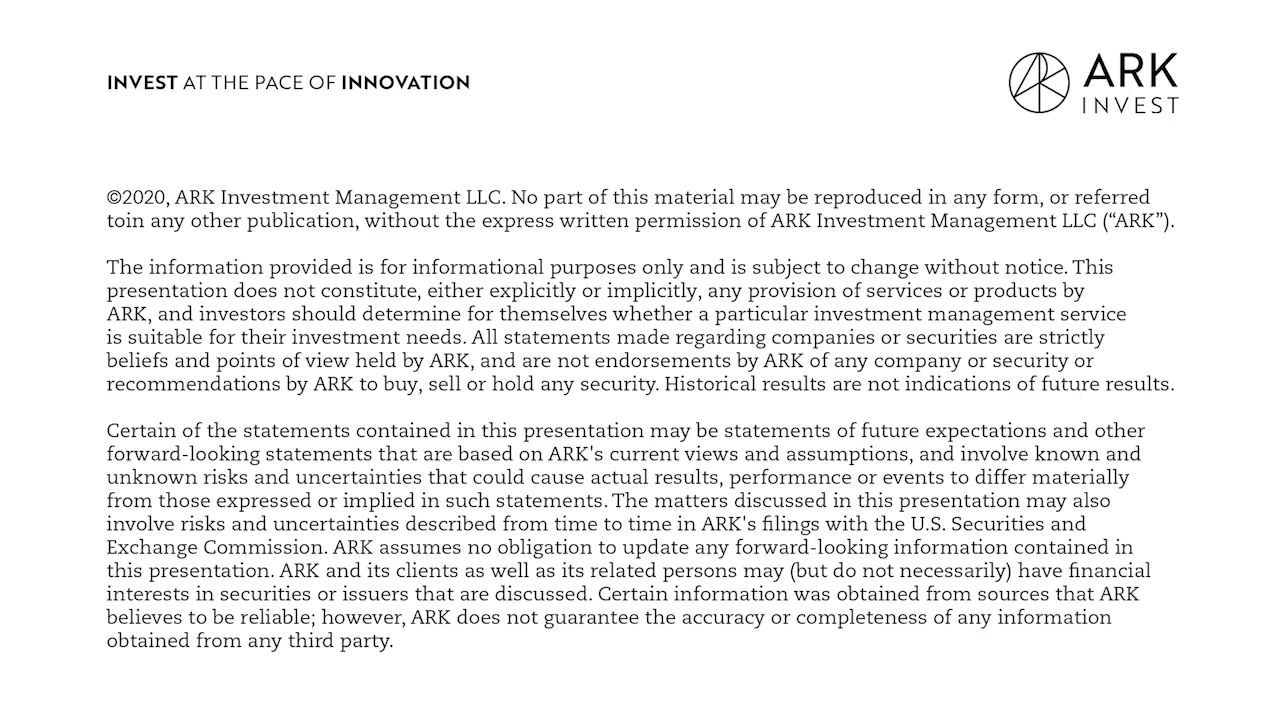 INVEST AT THE PACE OF INNOVATION
ARK
INVEST
©2020, ARK Investment Management LLC. No part of this material may be reproduced in any form, or referred
toin any other publication, without the express written permission of ARK Investment Management LLC (“ARK”).
The information provided is for informational purposes only and is subject to change without notice. This
presentation does not constitute, either explicitly or implicitly, any provision of services or products by
ARK, and investors should determine for themselves whether a particular investment management service
is suitable for their investment needs. All statements made regarding companies or securities are strictly
beliefs and points of view held by ARK, and are not endorsements by ARK of any company or security or
recommendations by ARK to buy, sell or hold any security. Historical results are not indications of future results.
Certain of the statements contained in this presentation may be statements of future expectations and other
forward-looking statements that are based on ARK's current views and assumptions, and involve known and
unknown risks and uncertainties that could cause actual results, performance or events to differ materially
from those expressed or implied in such statements. The matters discussed in this presentation may also
involve risks and uncertainties described from time to time in ARK's filings with the U.S. Securities and
Exchange Commission. ARK assumes no obligation to update any forward-looking information contained in
this presentation. ARK and its clients as well as its related persons may (but do not necessarily) have financial
interests in securities or issuers that are discussed. Certain information was obtained from sources that ARK
believes to be reliable; however, ARK does not guarantee the accuracy or completeness of any information
obtained from any third party.